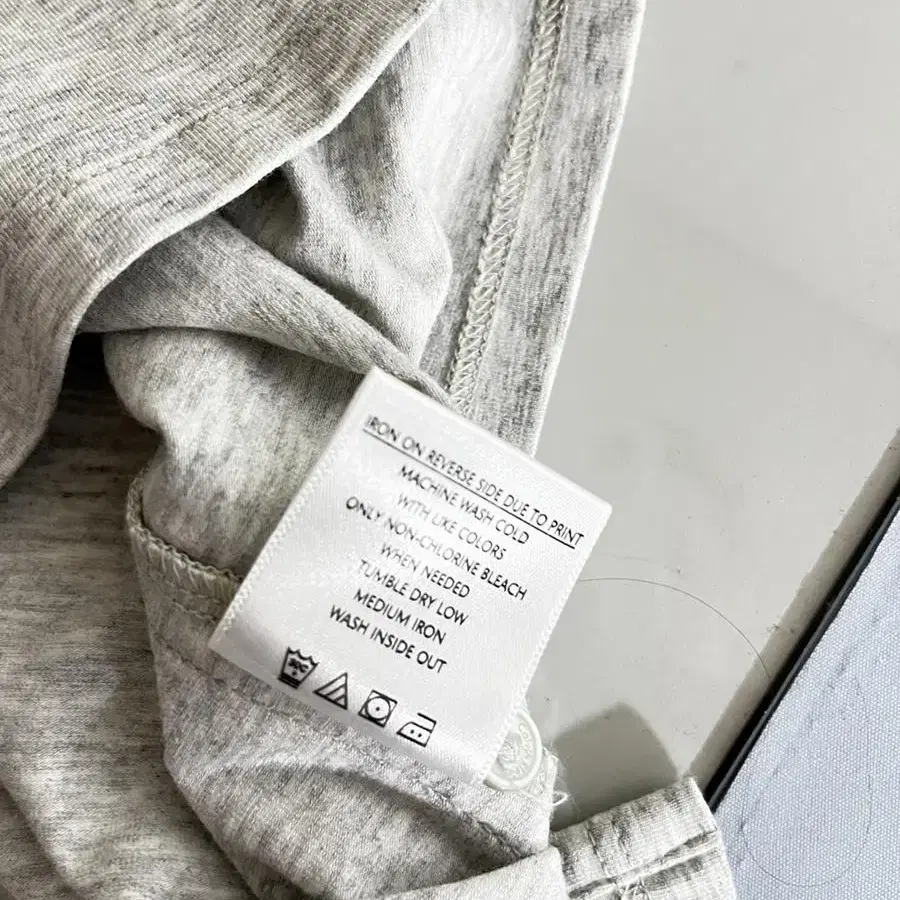 IRON ON REVERSE SIDE DUE TO PRINT
MACHINE WASH COLD
WITH LIKE COLORS
ONLY NON-CHLORINE BLEACH
WHEN NEEDED
TUMBLE DRY LOW
MEDIUM IRON
WASH INSIDE OUT